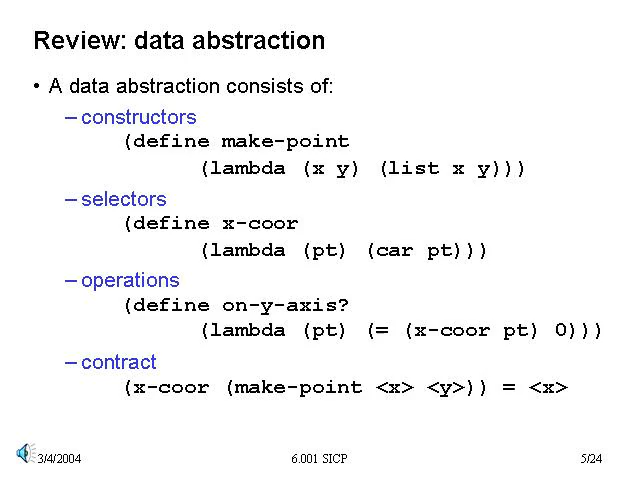 Review: data abstraction
• A data abstraction consists of:
– constructors
(define make-point
(lambda (x y) (list x y)))
– selectors
(define x-coor
(lambda (pt) (car pt)))
– operations
(define on-y-axis?
(lambda (pt) (= (x-coor pt) 0)))
– contract
(x-coor (make-point <x> <y>)) = <x>
3/4/2004 6.001 SICP 5/24